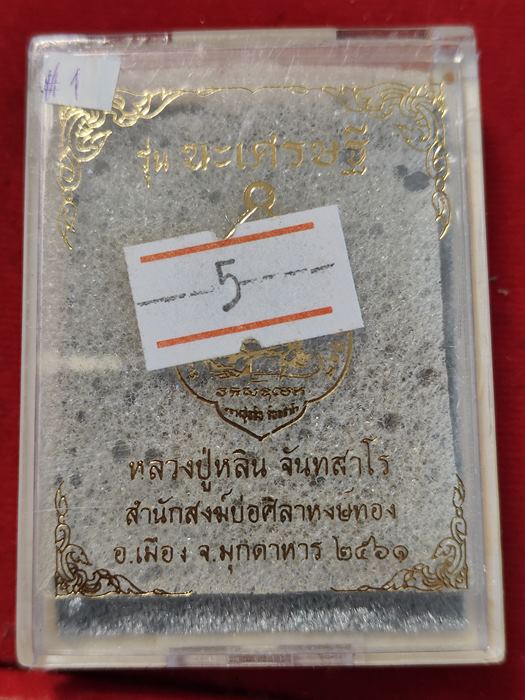 #1
รุ่น นะเศรษฐี
5
หลวงปู่หลิน จันทสาโร
สำนักสงฆ์บ่อศิลาหงษ์ทอง
อ.เมือง จ.มุกดาหาร ๒๕๖๑